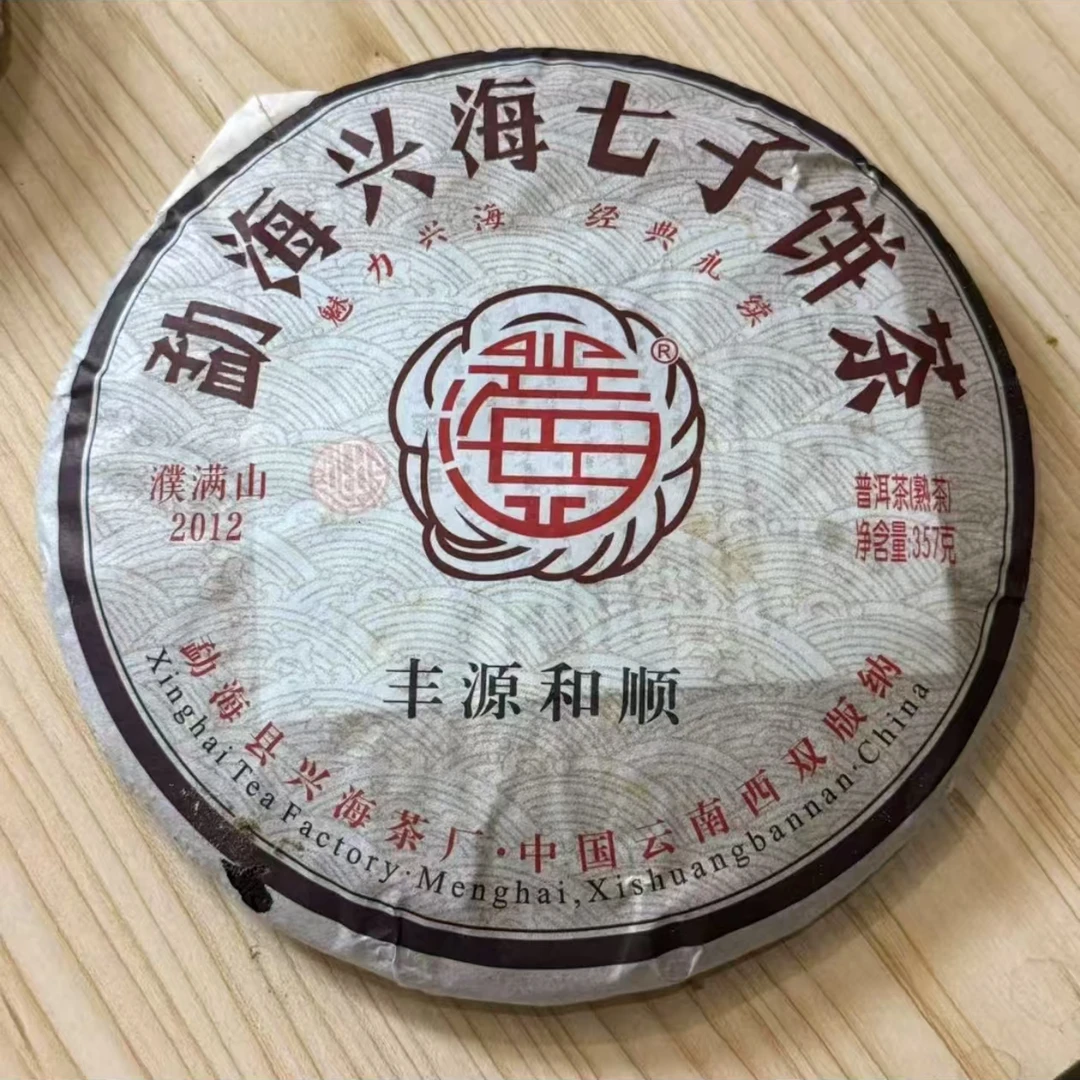 勐海兴海七子饼茶
魅力兴海 经典永续
®
濮满山
2012
普洱茶(熟茶)
净含量:357克
丰源和顺
勐海县兴海茶厂·中国云南西双版纳
Xinghai Tea Factory·Menghai,Xishuangbannan·China